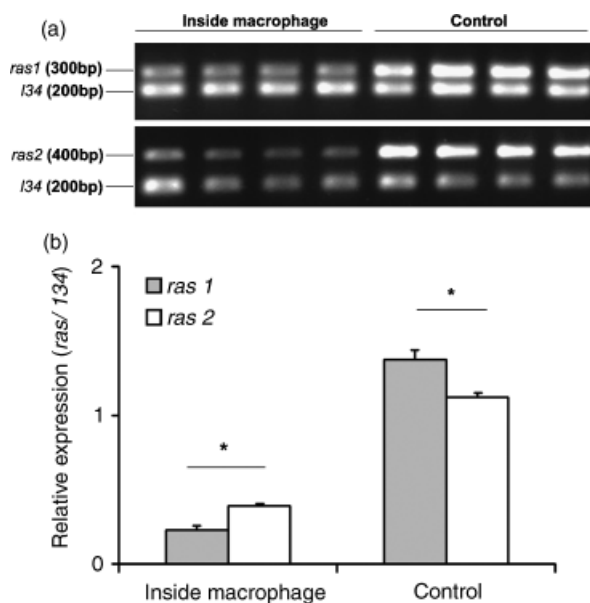 (a)
Inside macrophage Control
ras1 (300bp)
l34 (200bp)
ras2 (400bp)
l34 (200bp)
(b)
Relative expression (ras/ 134)
2
1
0
ras 1
ras 2
*
*
Inside macrophage Control